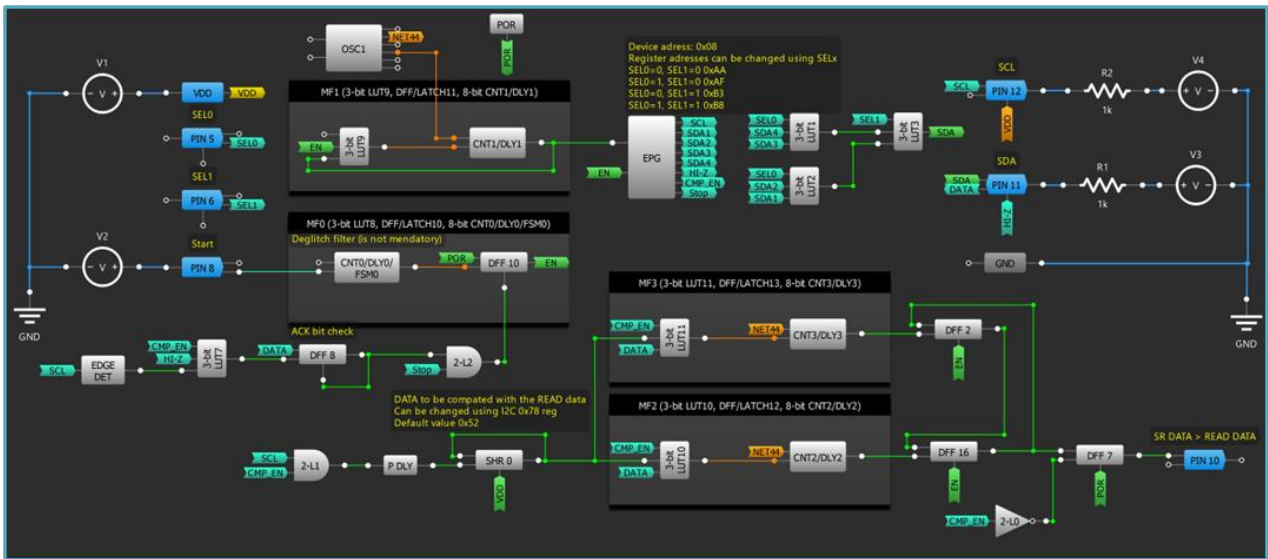 V1
VDD
VDD
SEL0
PIN 5
SEL0
SEL1
PIN 6
SEL1
V2
Start
PIN 8
GND
OSC1
NET44
POR
POR
MF1 (3-bit LUT9, DFF/LATCH11, 8-bit CNT1/DLY1)
EN
3-bit LUT9
CNT1/DLY1
MF0 (3-bit LUT8, DFF/LATCH10, 8-bit CNT0/DLY0/FSM0)
Deglitch filter (is not mendatory)
CNT0/DLY0/
FSM0
POR
DFF 10
EN
Device adress: 0x08
Register adresses can be changed using SELx
SEL0=0, SEL1=0 0xAA
SEL0=1, SEL1=0 0xAF
SEL0=0, SEL1=1 0xB3
SEL0=1, SEL1=1 0xB8
EN
EPG
SCL
SDA1
SDA2
SDA3
SDA4
HI-Z
CMP_EN
Stop
SEL0
SDA4
SDA3
3-bit LUT1
SEL0
SDA2
SDA1
3-bit LUT2
SEL1
3-bit LUT3
SDA
SCL
SCL
PIN 12
VDD
R2
1k
V4
SDA
SDA
DATA
PIN 11
HI-Z
R1
1k
V3
GND
GND
ACK bit check
SCL
EDGE
DET
CMP_EN
HI-Z
3-bit LUT7
DATA
DFF 8
Stop
2-L2
DATA to be compated with the READ data
Can be changed using I2C 0x78 reg
Default value 0x52
SCL
CMP_EN
2-L1
P DLY
SHR 0
VDD
MF3 (3-bit LUT11, DFF/LATCH13, 8-bit CNT3/DLY3)
CMP_EN
DATA
3-bit LUT11
NET44
CNT3/DLY3
DFF 2
EN
MF2 (3-bit LUT10, DFF/LATCH12, 8-bit CNT2/DLY2)
CMP_EN
DATA
3-bit LUT10
NET44
CNT2/DLY2
DFF 16
EN
CMP_EN
2-L0
DFF 7
POR
SR DATA > READ DATA
PIN 10